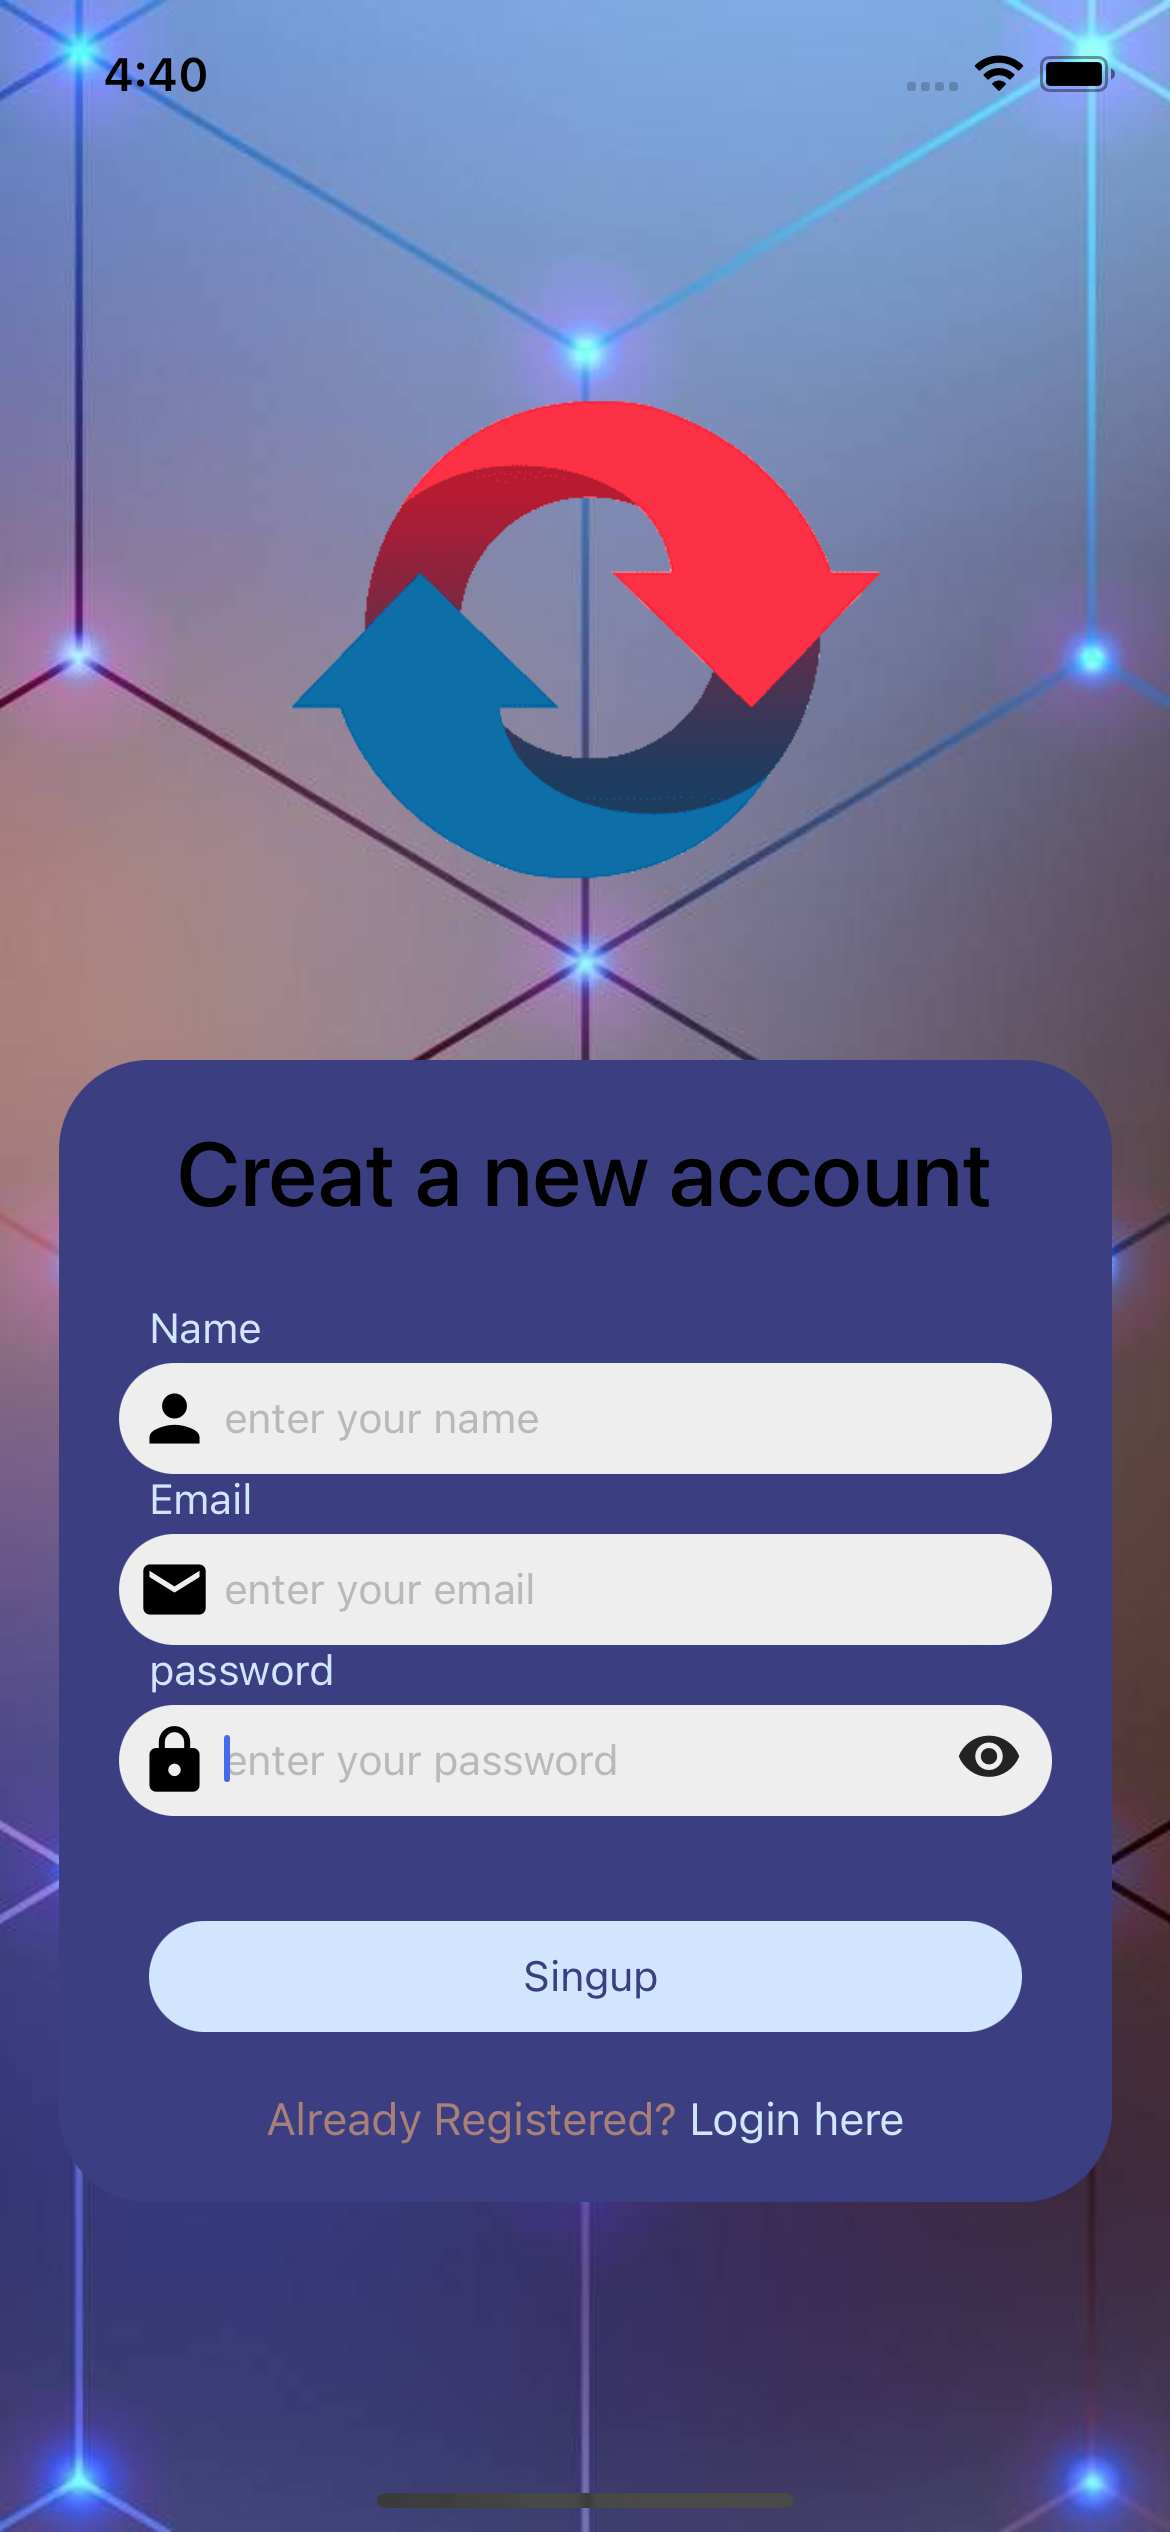 4:40
Creat a new account
Name
enter your name
Email
enter your email
password
enter your password
Singup
Already Registered? Login here